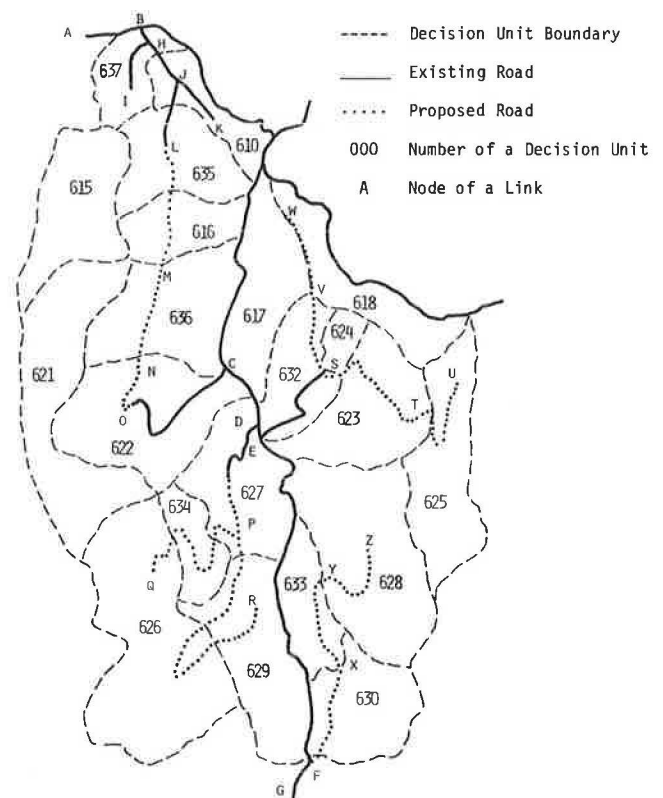 A
B
H
637
J
I
K
L
610
615
635
W
616
M
V
618
617
636
624
621
C
N
632
S
U
T
O
D
623
622
E
627
625
634
P
Z
Q
R
633
Y
628
626
X
629
630
G
F
Decision Unit Boundary
Existing Road
Proposed Road
000 Number of a Decision Unit
A Node of a Link